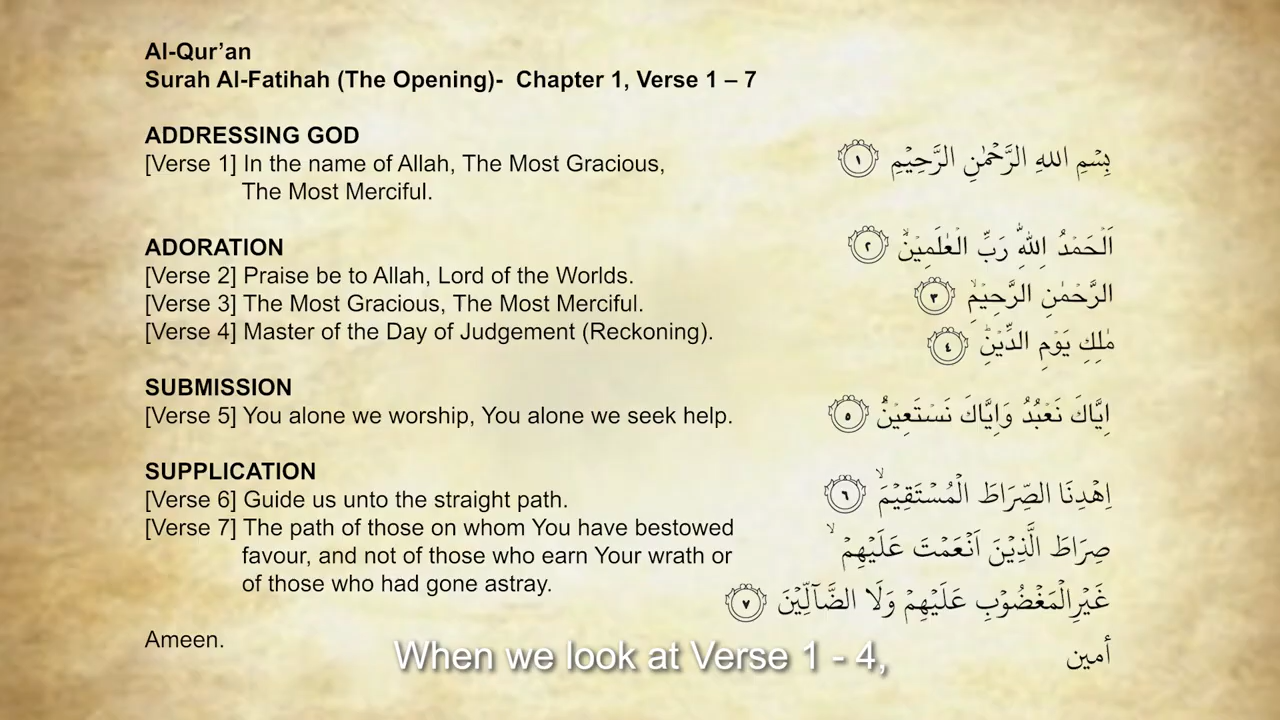 Al-Qur’an
Surah Al-Fatihah (The Opening)-  Chapter 1, Verse 1 – 7
ADDRESSING GOD
[Verse 1] In the name of Allah, The Most Gracious,
The Most Merciful.
بِسْمِ اللهِ الرَّحْمٰنِ الرَّحِيْمِ ١
ADORATION
[Verse 2] Praise be to Allah, Lord of the Worlds.
اَلْحَمْدُ لِلّٰهِ رَبِّ الْعٰلَمِيْنَۙ ٢
[Verse 3] The Most Gracious, The Most Merciful.
الرَّحْمٰنِ الرَّحِيْمِۙ ٣
[Verse 4] Master of the Day of Judgement (Reckoning).
مٰلِكِ يَوْمِ الدِّيْنِۗ ٤
SUBMISSION
[Verse 5] You alone we worship, You alone we seek help.
اِيَّاكَ نَعْبُدُ وَاِيَّاكَ نَسْتَعِيْنُۗ ٥
SUPPLICATION
[Verse 6] Guide us unto the straight path.
اِهْدِنَا الصِّرَاطَ الْمُسْتَقِيْمَۙ ٦
[Verse 7] The path of those on whom You have bestowed
favour, and not of those who earn Your wrath or
of those who had gone astray.
صِرَاطَ الَّذِيْنَ اَنْعَمْتَ عَلَيْهِمْۙ
غَيْرِالْمَغْضُوْبِ عَلَيْهِمْ وَلَا الضَّاۤلِّيْنَ ٧
Ameen.
أمين
When we look at Verse 1 - 4,